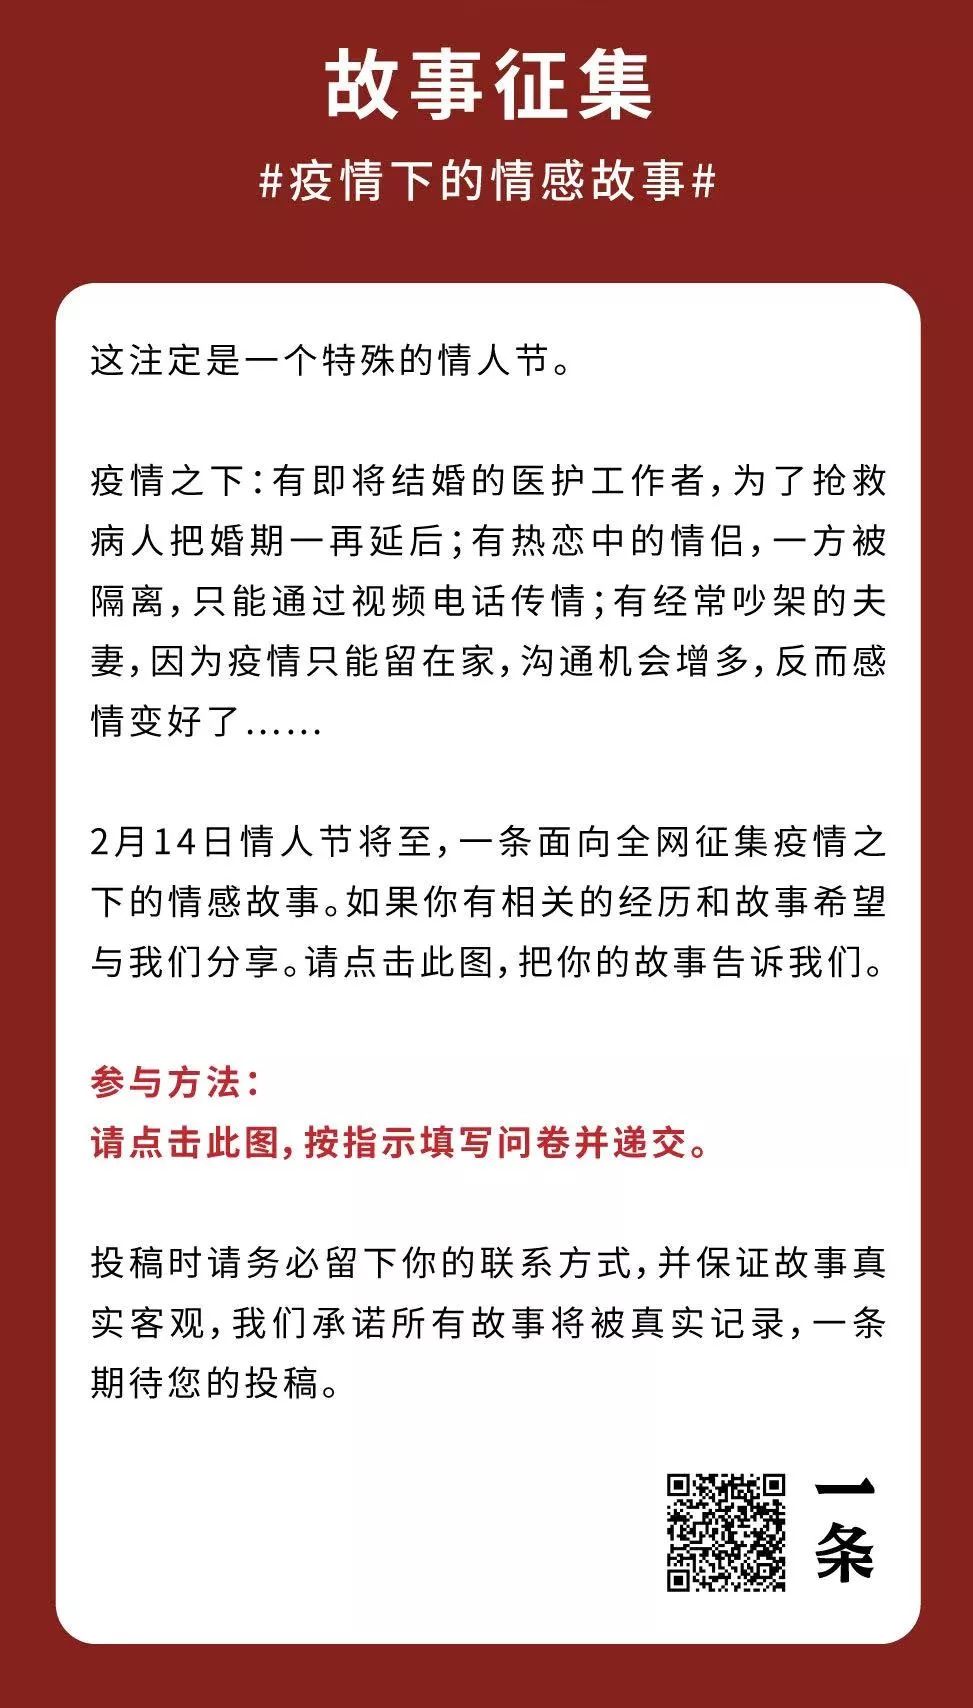 故事征集
#疫情下的情感故事#
这注定是一个特殊的情人节。
疫情之下：有即将结婚的医护工作者，为了抢救
病人把婚期一再延后；有热恋中的情侣，一方被
隔离，只能通过视频电话传情；有经常吵架的夫
妻，因为疫情只能留在家，沟通机会增多，反而感
情变好了……
2月14日情人节将至，一条面向全网征集疫情之
下的情感故事。如果你有相关的经历和故事希望
与我们分享。请点击此图，把你的故事告诉我们。
参与方法：
请点击此图，按指示填写问卷并递交。
投稿时请务必留下你的联系方式，并保证故事真
实客观，我们承诺所有故事将被真实记录，一条
期待您的投稿。
一条